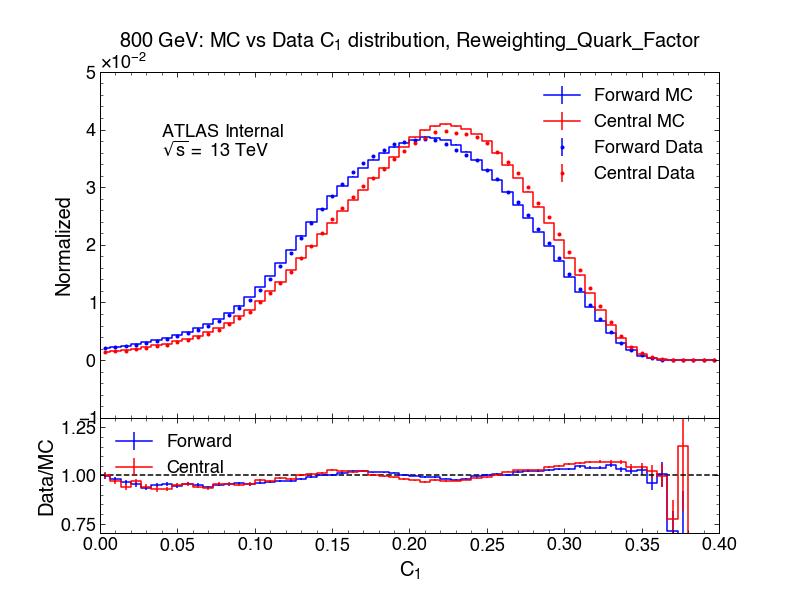 800 GeV: MC vs Data C₁ distribution, Reweighting_Quark_Factor
×10⁻²
5
4
3
2
1
0
−1
Normalized
ATLAS Internal
√s = 13 TeV
Forward MC
Central MC
Forward Data
Central Data
1.25
1.00
0.75
Data/MC
Forward
Central
0.00 0.05 0.10 0.15 0.20 0.25 0.30 0.35 0.40
C₁